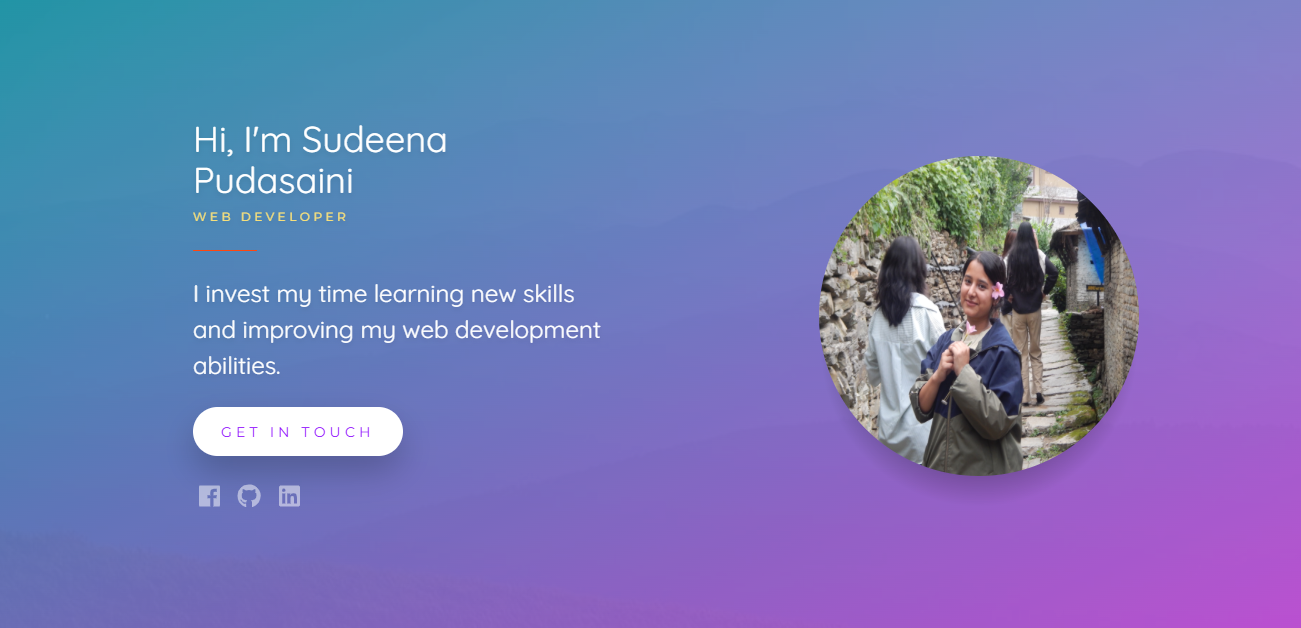 Hi, I'm Sudeena
Pudasaini
WEB DEVELOPER
I invest my time learning new skills
and improving my web development
abilities.
GET IN TOUCH